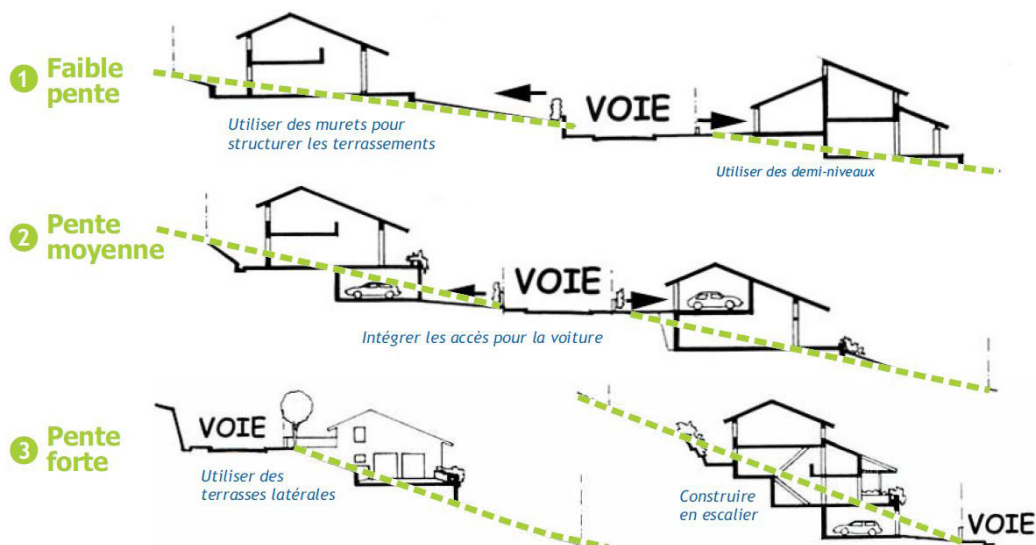 1 Faible
pente
VOIE
Utiliser des murets pour
structurer les terrassements
Utiliser des demi-niveaux
2 Pente
moyenne
VOIE
Intégrer les accès pour la voiture
3 Pente
forte
VOIE
Utiliser des
terrasses latérales
Construire
en escalier
VOIE